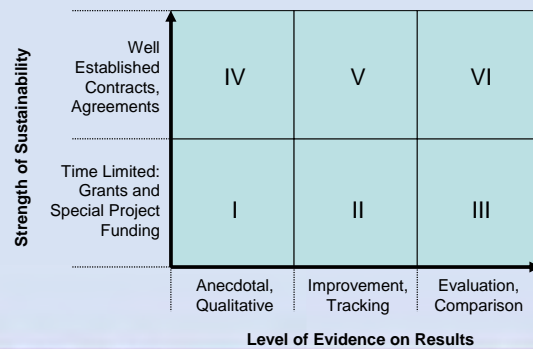 Strength of Sustainability
Well
Established
Contracts,
Agreements
IV
V
VI
Time Limited:
Grants and
Special Project
Funding
I
II
III
Anecdotal,
Qualitative
Improvement,
Tracking
Evaluation,
Comparison
Level of Evidence on Results